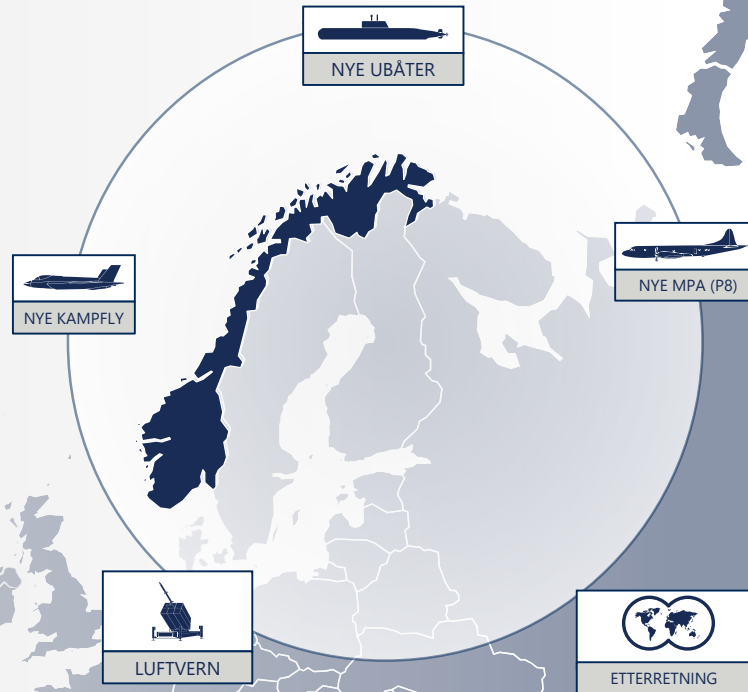 NYE UBÅTER
NYE KAMPFLY
NYE MPA (P8)
LUFTVERN
ETTERRETNING